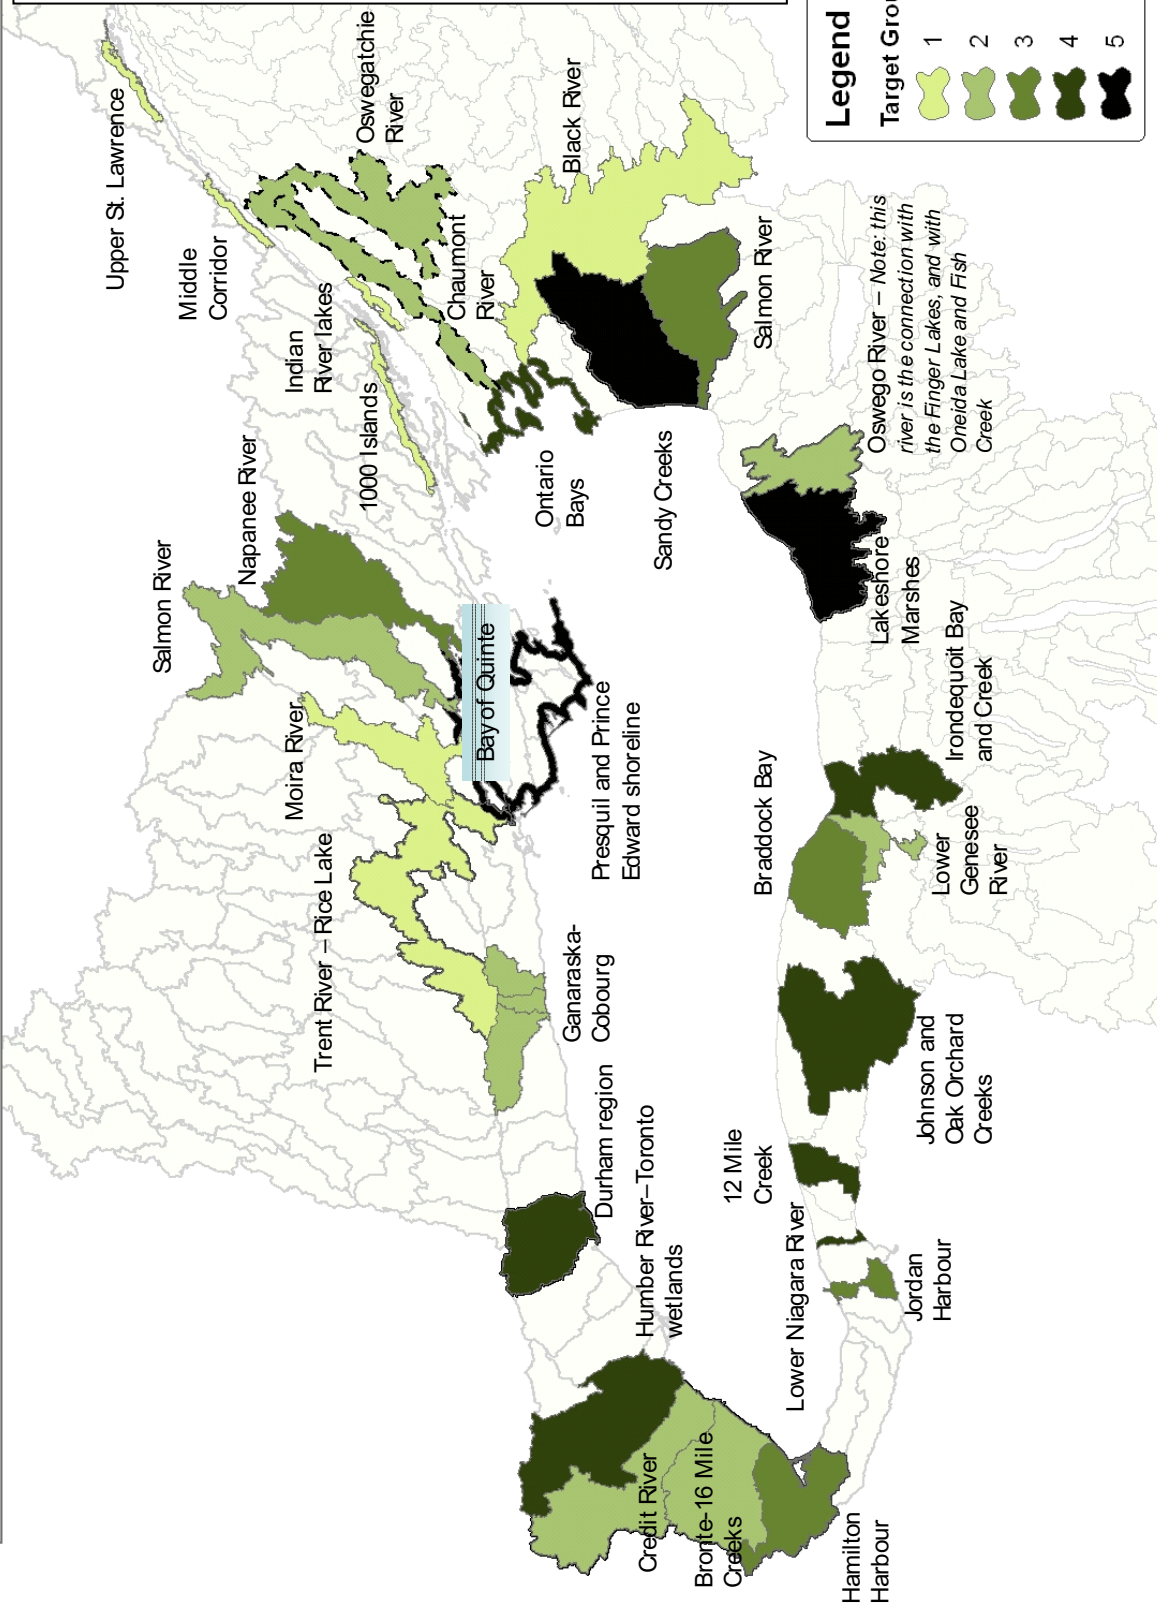 Upper St. Lawrence
Middle
Corridor
Oswegatchie
River
Indian
River lakes
1000 Islands
Chaumont
River
Black River
Napanee River
Salmon River
Ontario
Bays
Salmon River
Sandy Creeks
Moira River
Bay of Quinte
Presquil and Prince
Edward shoreline
Trent River – Rice Lake
Ganaraska-
Cobourg
Durham region
Humber River–Toronto
wetlands
Credit River
Bronte-16 Mile
Creeks
Hamilton
Harbour
Jordan
Harbour
Lower Niagara River
12 Mile
Creek
Johnson and
Oak Orchard
Creeks
Braddock Bay
Lower
Genesee
River
Irondequoit Bay
and Creek
Lakeshore
Marshes
Oswego River – Note: this
river is the connection with
the Finger Lakes, and with
Oneida Lake and Fish
Creek
Legend
Target
1
2
3
4
5